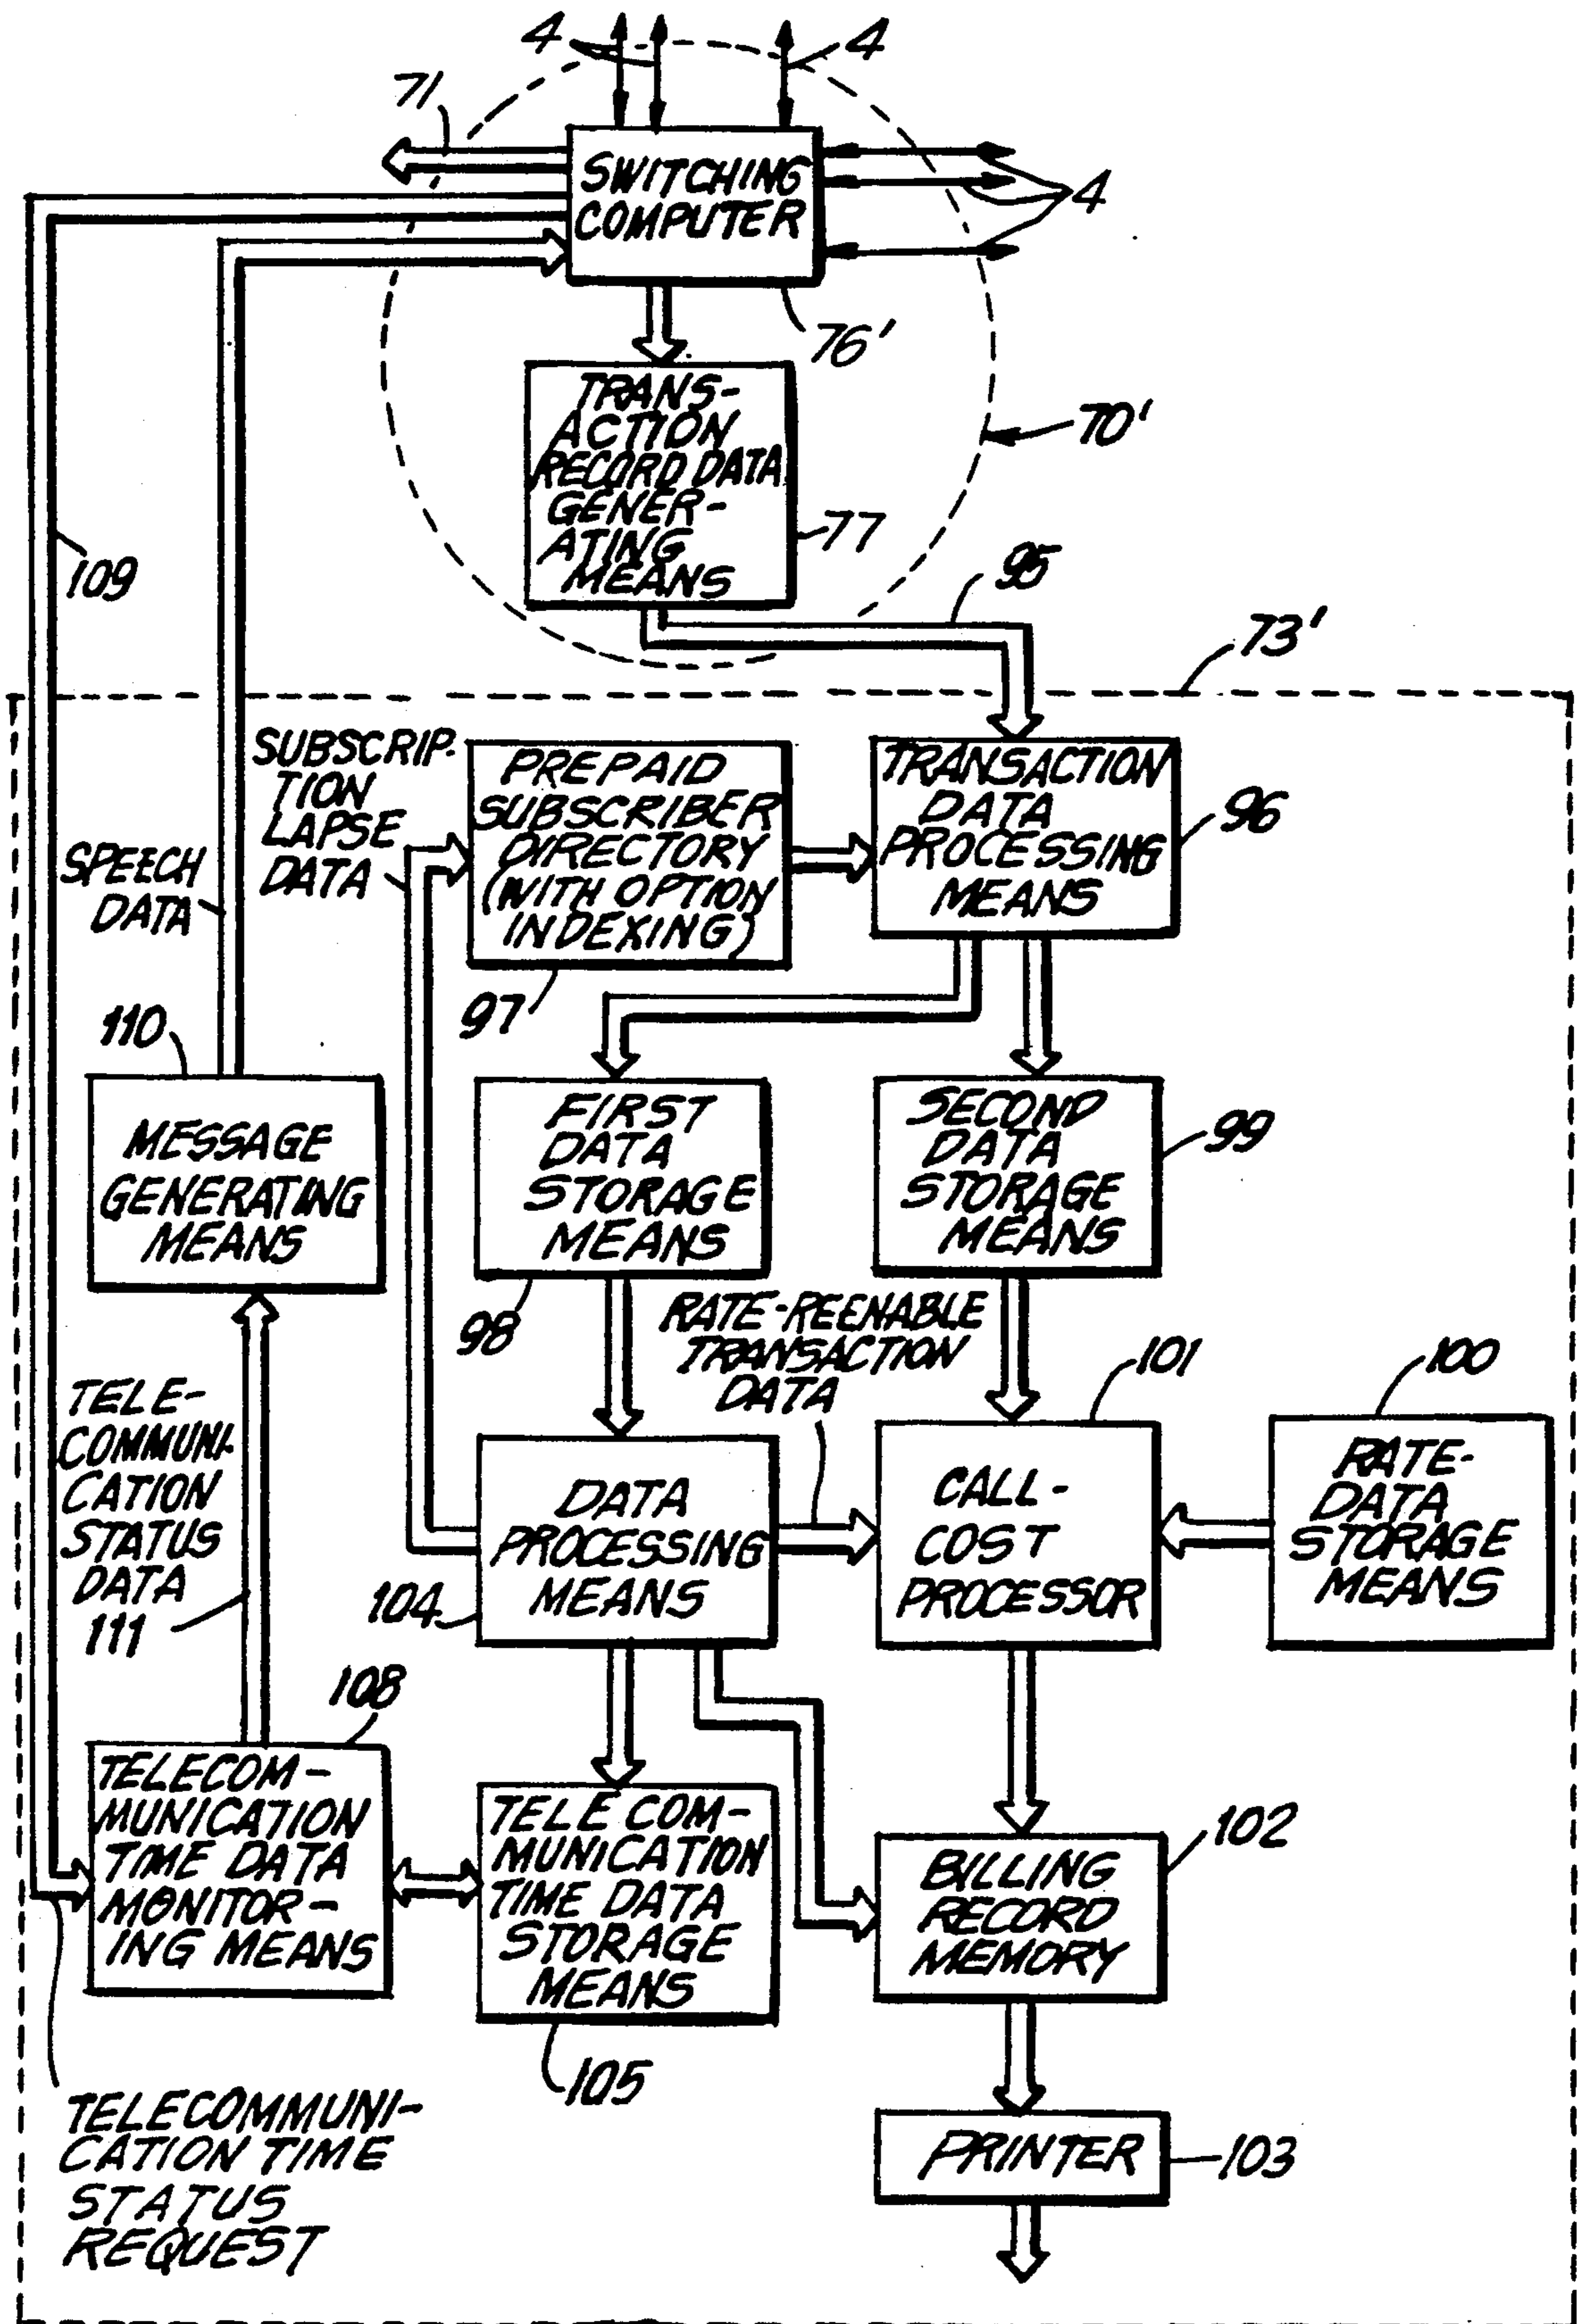 4
4
71
SWITCHING
COMPUTER
4
76'
TRANS-
ACTION
RECORD DATA
GENER-
ATING
MEANS
70'
77
109
95
73'
SUBSCRIP-
TION
LAPSE
DATA
SPEECH
DATA
PREPAID
SUBSCRIBER
DIRECTORY
(WITH OPTION
INDEXING)
97
TRANSACTION
DATA
PROCESSING
MEANS
96
110
MESSAGE
GENERATING
MEANS
FIRST
DATA
STORAGE
MEANS
98
SECOND
DATA
STORAGE
MEANS
99
RATE-REENABLE
TRANSACTION
DATA
101
100
TELE-
COMMUNI-
CATION
STATUS
DATA
111
DATA
PROCESSING
MEANS
104
CALL-
COST
PROCESSOR
RATE-
DATA
STORAGE
MEANS
108
TELECOM-
MUNICATION
TIME DATA
MONITOR-
ING MEANS
TELECOM-
MUNICATION
TIME DATA
STORAGE
MEANS
105
BILLING
RECORD
MEMORY
102
TELECOMMUNI-
CATION TIME
STATUS
REQUEST
PRINTER
103